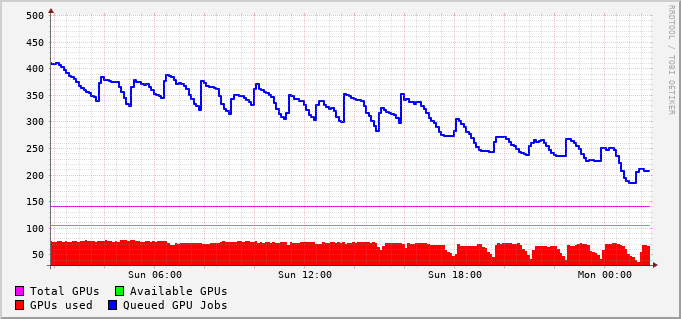 500
450
400
350
300
250
200
150
100
50
Sun 06:00 Sun 12:00 Sun 18:00 Mon 00:00
Total GPUs Available GPUs
GPUs used Queued GPU Jobs
RRDTOOL / TOBI OETIKER